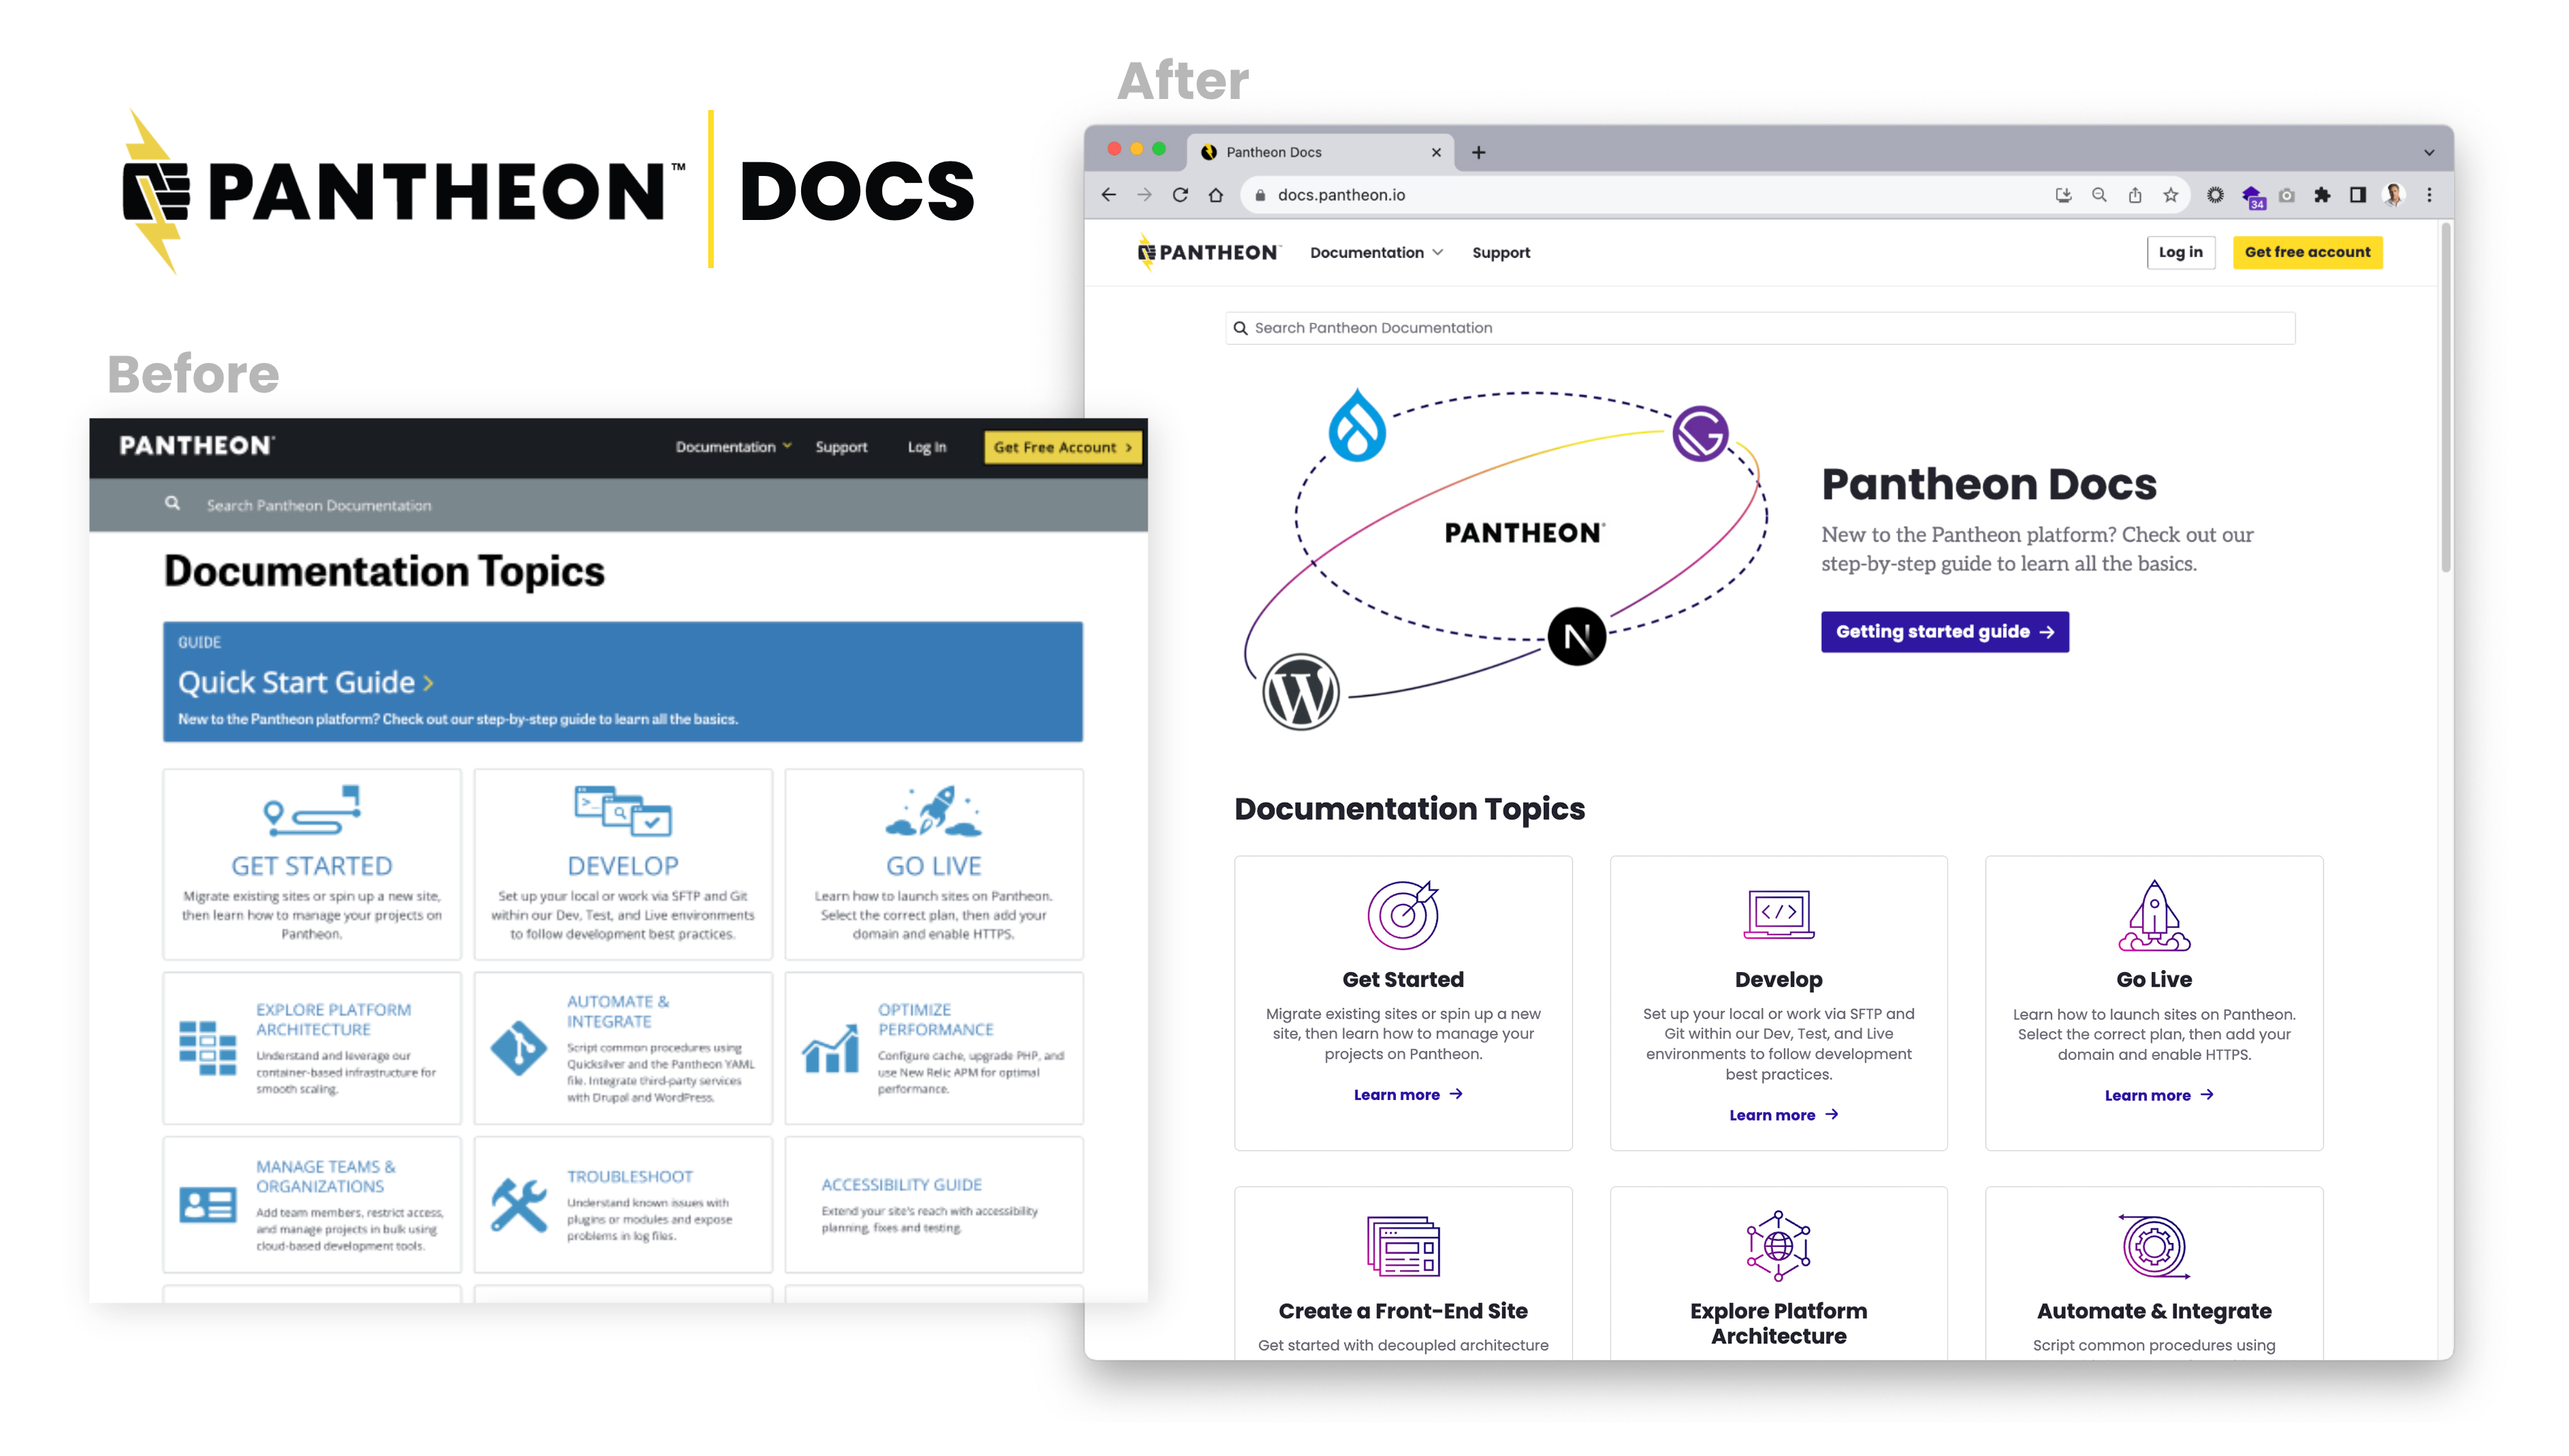 PANTHEON™
DOCS
Before
PANTHEON
Documentation
Support
Log In
Get Free Account
Search Pantheon Documentation
Documentation Topics
GUIDE
Quick Start Guide
New to the Pantheon platform? Check out our step-by-step guide to learn all the basics.
GET STARTED
Migrate existing sites or spin up a new site,
then learn how to manage your projects on
Pantheon.
DEVELOP
Set up your local or work via SFTP and Git
within our Dev, Test, and Live environments
to follow development best practices.
GO LIVE
Learn how to launch sites on Pantheon.
Select the correct plan, then add your
domain and enable HTTPS.
EXPLORE PLATFORM
ARCHITECTURE
Understand and leverage our
container-based infrastructure for
smooth scaling.
AUTOMATE &
INTEGRATE
Script common procedures using
Quicksilver and the Pantheon YAML
file. Integrate third-party services
with Drupal and WordPress.
OPTIMIZE
PERFORMANCE
Configure cache, upgrade PHP, and
use New Relic APM for optimal
performance.
MANAGE TEAMS &
ORGANIZATIONS
Add team members, restrict access,
and manage projects in bulk using
cloud-based development tools.
TROUBLESHOOT
Understand known issues with
plugins or modules and expose
problems in log files.
ACCESSIBILITY GUIDE
Extend your site's reach with accessibility
planning, fixes and testing.
After
Pantheon Docs
docs.pantheon.io
34
PANTHEON
Documentation
Support
Log in
Get free account
Search Pantheon Documentation
PANTHEON
Pantheon Docs
New to the Pantheon platform? Check out our
step-by-step guide to learn all the basics.
Getting started guide →
Documentation Topics
Get Started
Migrate existing sites or spin up a new
site, then learn how to manage your
projects on Pantheon.
Learn more →
Develop
Set up your local or work via SFTP and
Git within our Dev, Test, and Live
environments to follow development
best practices.
Learn more →
Go Live
Learn how to launch sites on Pantheon.
Select the correct plan, then add your
domain and enable HTTPS.
Learn more →
Create a Front-End Site
Get started with decoupled architecture
Explore Platform
Architecture
Automate & Integrate
Script common procedures using